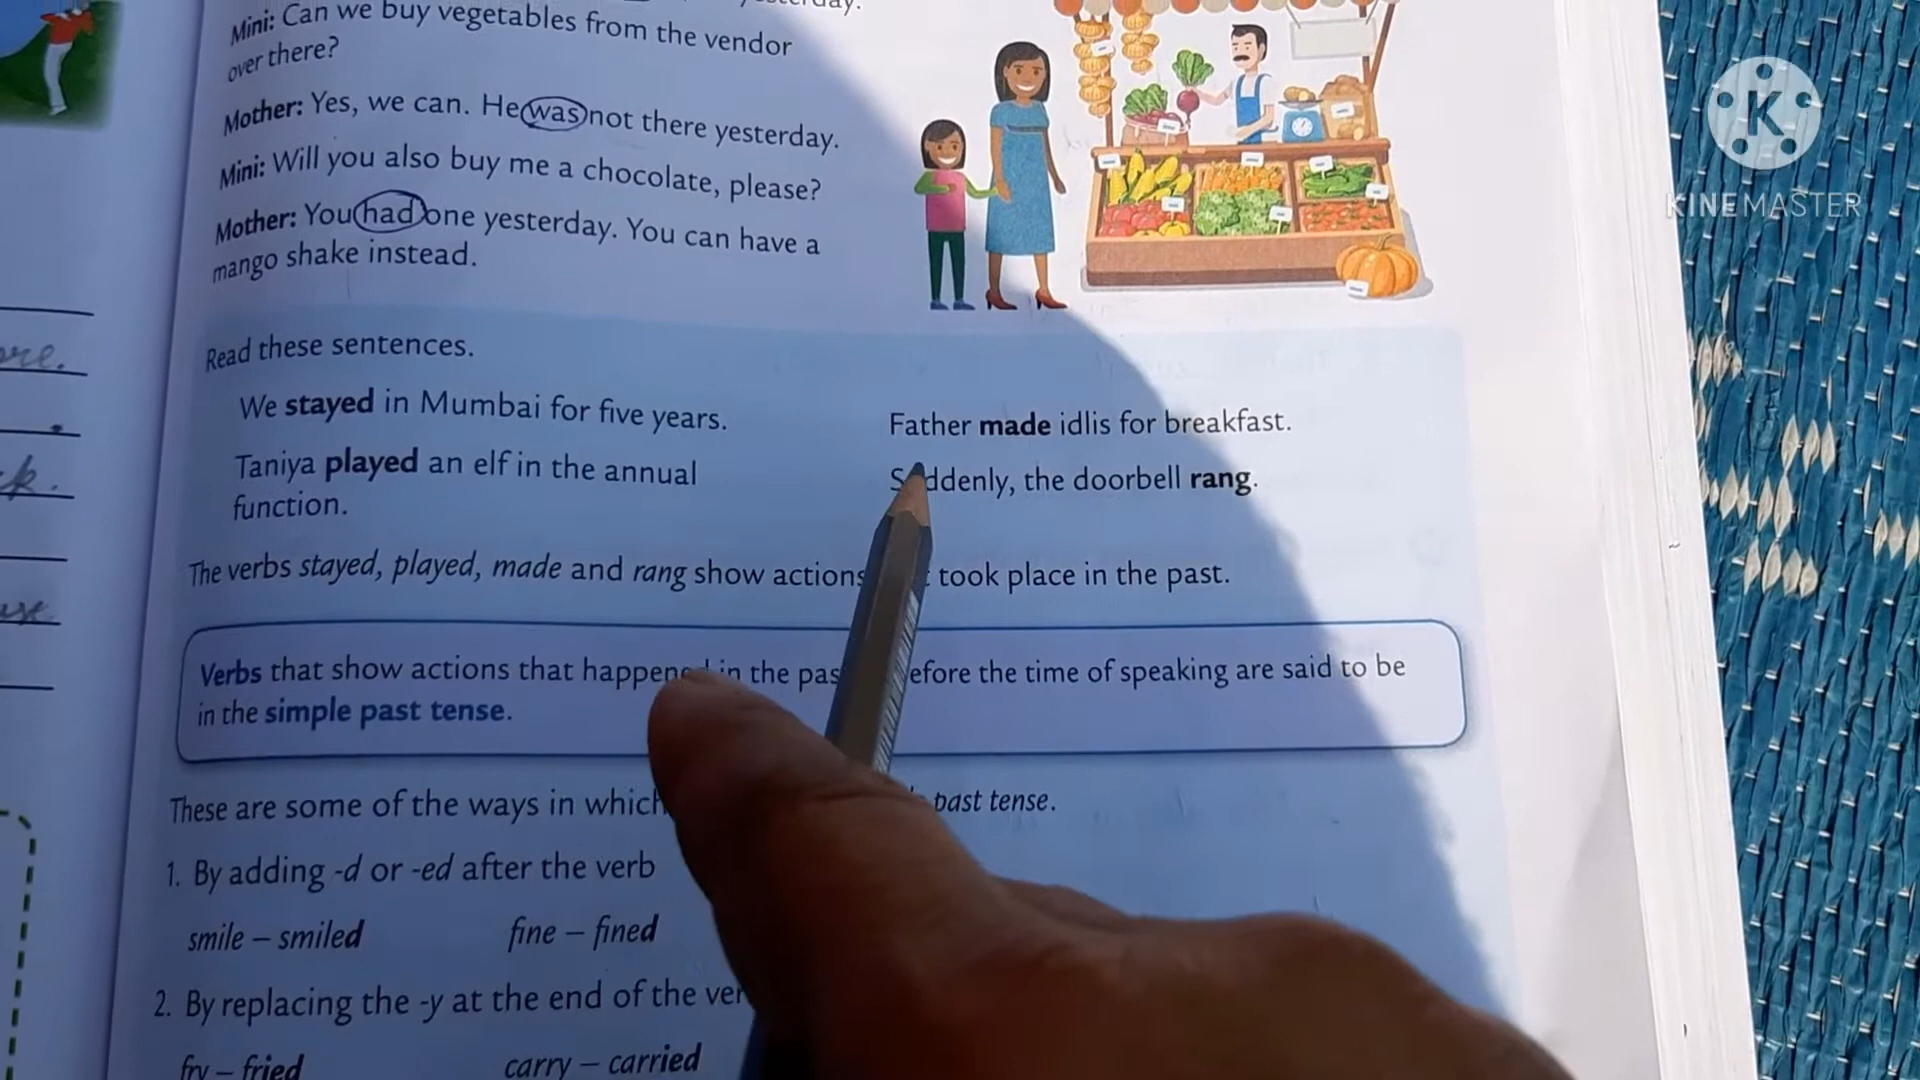 yesterday.
Mini: Can we buy vegetables from the vendor
over there?
Mother: Yes, we can. He was not there yesterday.
Mini: Will you also buy me a chocolate, please?
Mother: You had one yesterday. You can have a
mango shake instead.
Read these sentences.
We stayed in Mumbai for five years.
Father made idlis for breakfast.
Taniya played an elf in the annual
function.
Suddenly, the doorbell rang.
The verbs stayed, played, made and rang show actions took place in the past.
Verbs that show actions that happened in the past before the time of speaking are said to be
in the simple past tense.
These are some of the ways in which past tense.
1. By adding -d or -ed after the verb
smile – smiled
fine – fined
2. By replacing the -y at the end of the
fry – fried
carry – carried
K
KINEMASTER